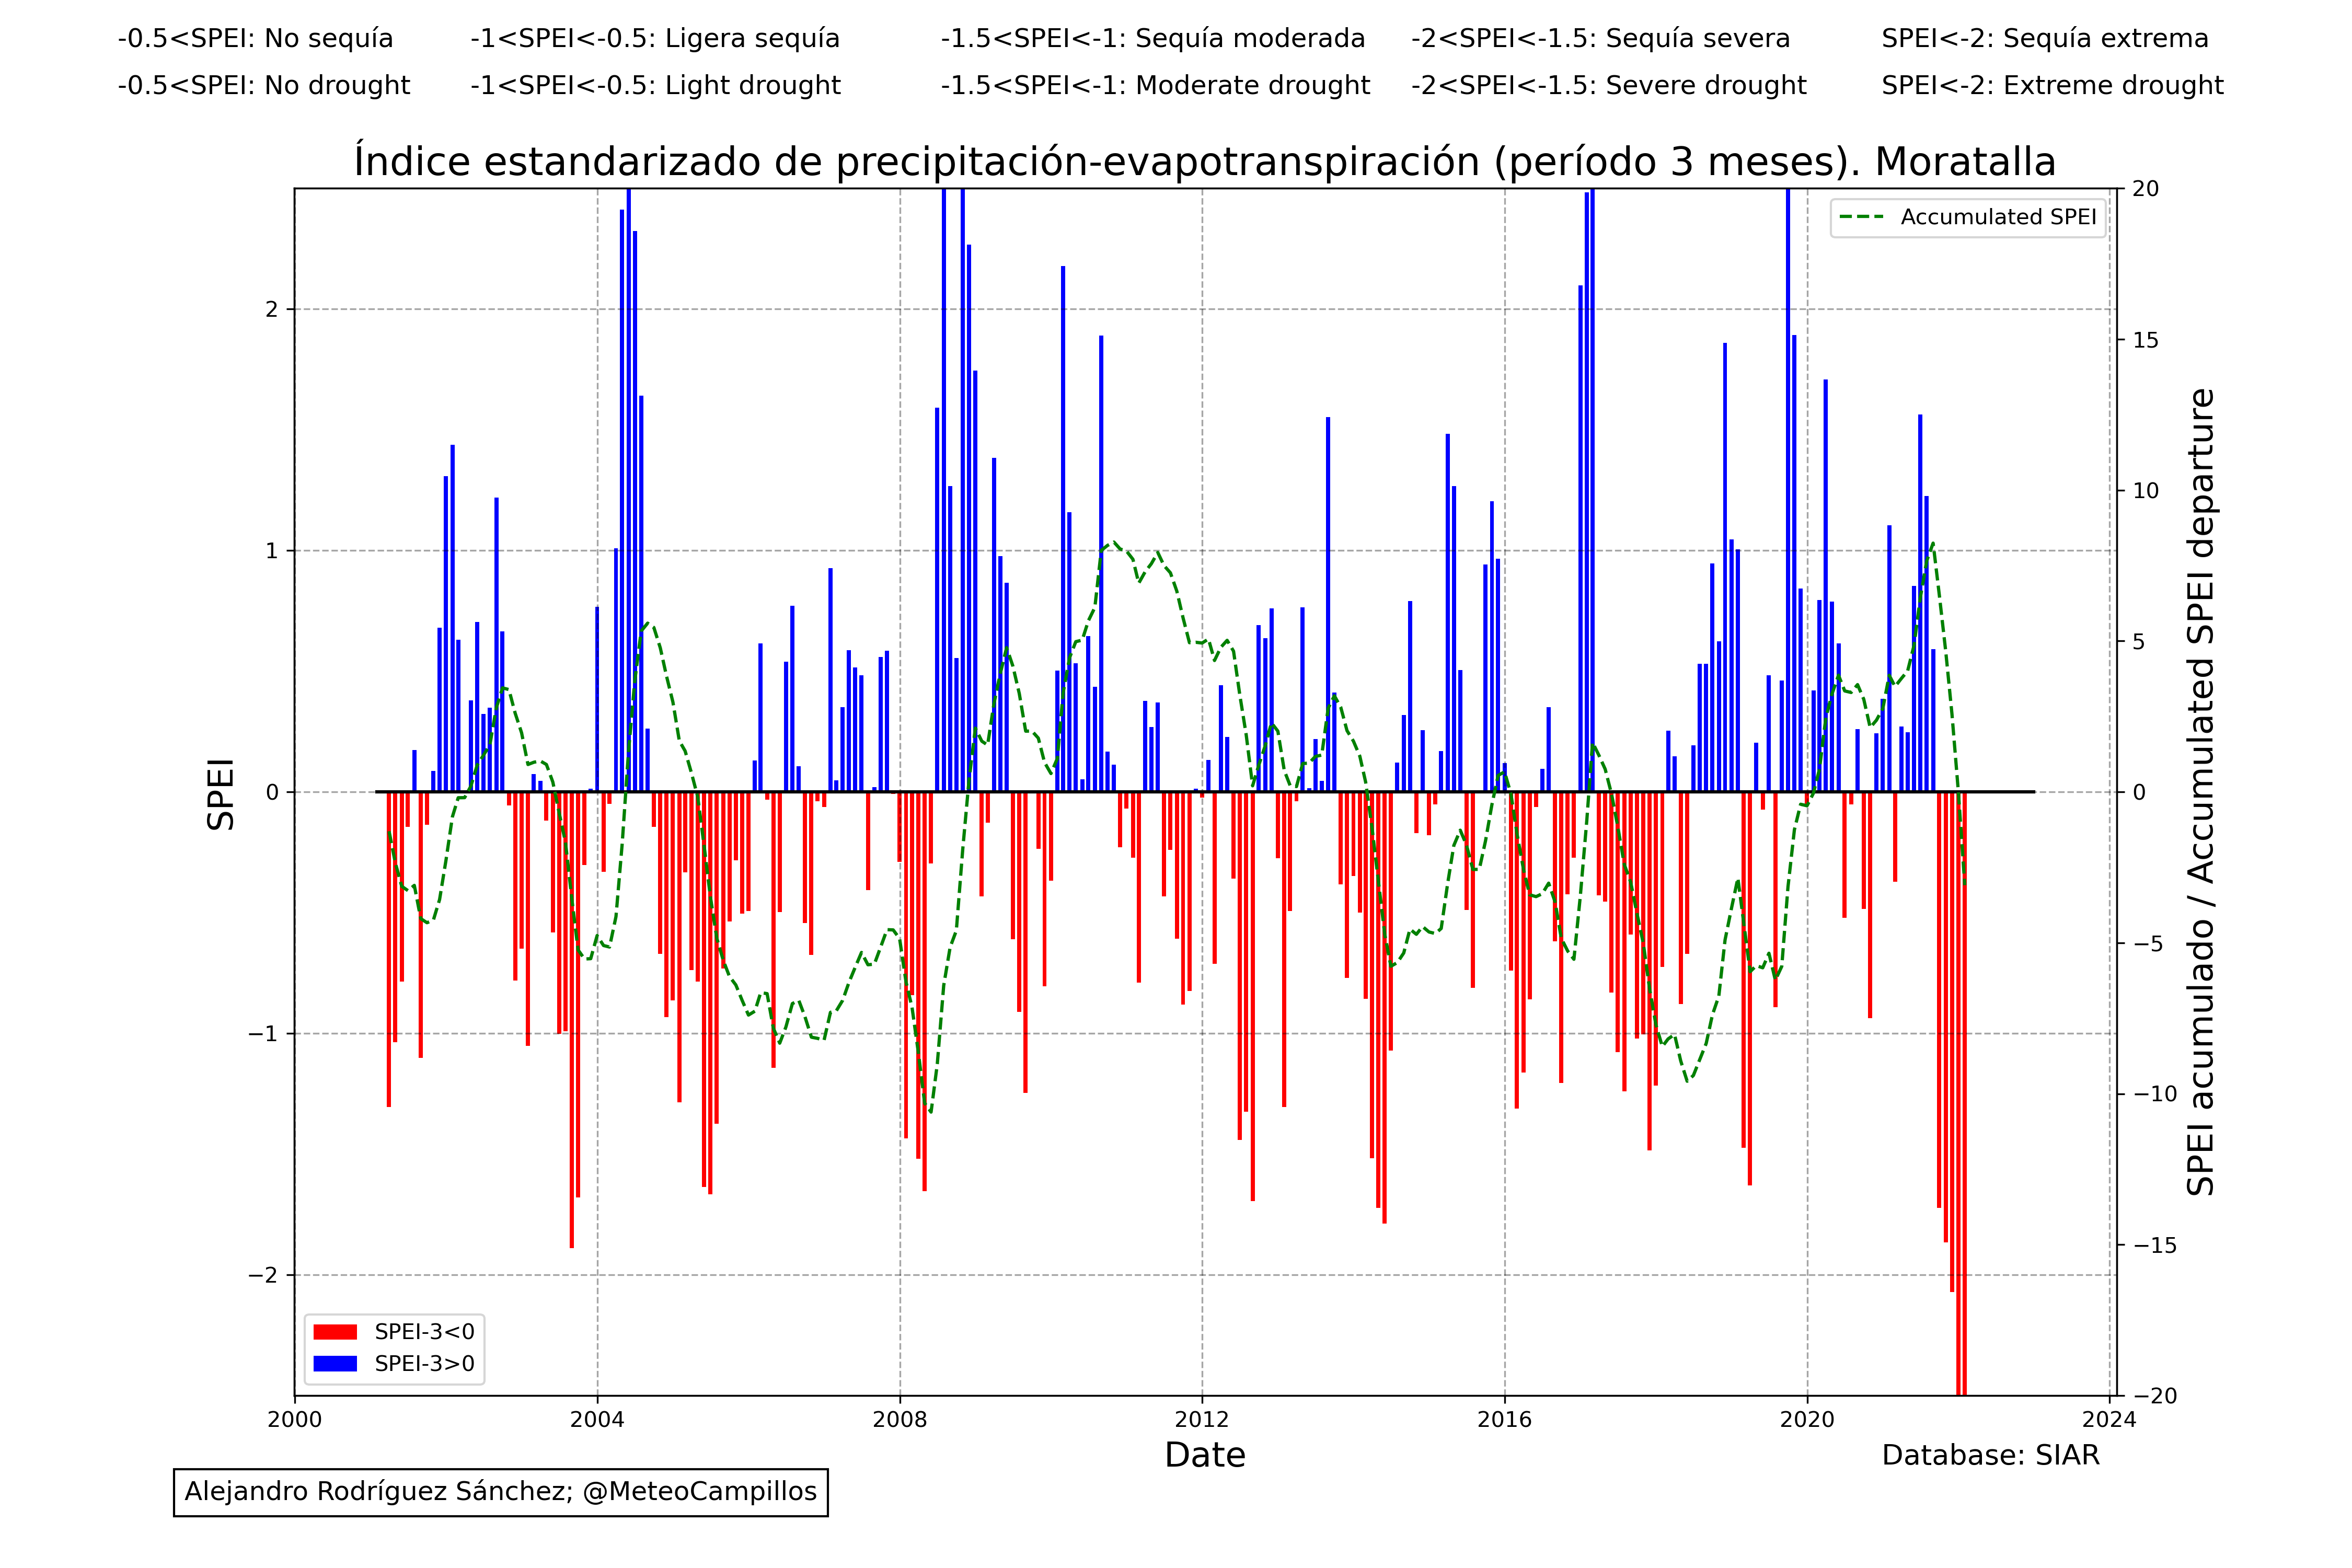 -0.5<SPEI: No sequía -1<SPEI<-0.5: Ligera sequía -1.5<SPEI<-1: Sequía moderada -2<SPEI<-1.5: Sequía severa SPEI<-2: Sequía extrema
-0.5<SPEI: No drought -1<SPEI<-0.5: Light drought -1.5<SPEI<-1: Moderate drought -2<SPEI<-1.5: Severe drought SPEI<-2: Extreme drought
Índice estandarizado de precipitación-evapotranspiración (período 3 meses). Moratalla
Accumulated SPEI
SPEI
2
1
0
−1
−2
20
15
10
5
0
−5
−10
−15
−20
SPEI acumulado / Accumulated SPEI departure
SPEI-3<0
SPEI-3>0
2000 2004 2008 2012 2016 2020 2024
Date
Database: SIAR
Alejandro Rodríguez Sánchez; @MeteoCampillos